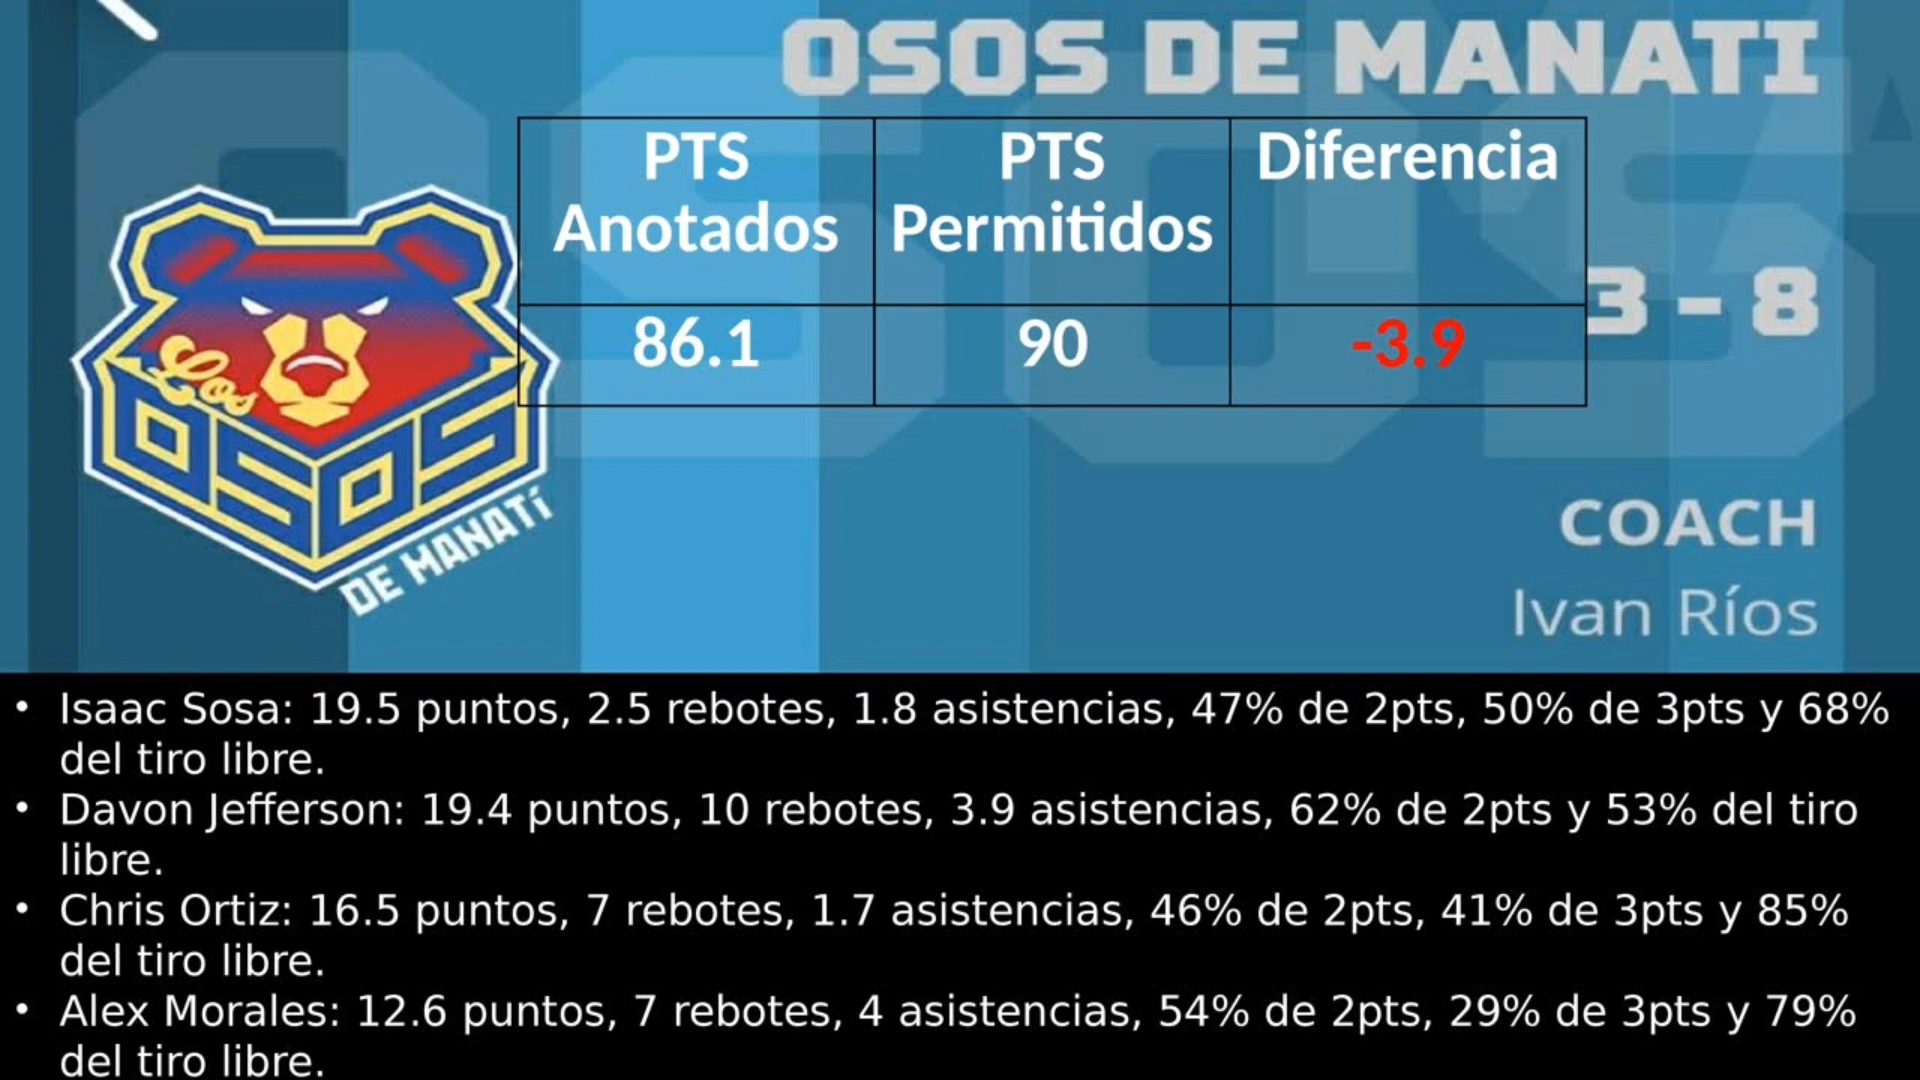 OSOS DE MANATI
PTS Anotados
PTS Permitidos
Diferencia
86.1
90
-3.9
3 - 8
Los
OSOS
DE MANATÍ
COACH
Ivan Ríos
• Isaac Sosa: 19.5 puntos, 2.5 rebotes, 1.8 asistencias, 47% de 2pts, 50% de 3pts y 68%
del tiro libre.
• Davon Jefferson: 19.4 puntos, 10 rebotes, 3.9 asistencias, 62% de 2pts y 53% del tiro
libre.
• Chris Ortiz: 16.5 puntos, 7 rebotes, 1.7 asistencias, 46% de 2pts, 41% de 3pts y 85%
del tiro libre.
• Alex Morales: 12.6 puntos, 7 rebotes, 4 asistencias, 54% de 2pts, 29% de 3pts y 79%
del tiro libre.